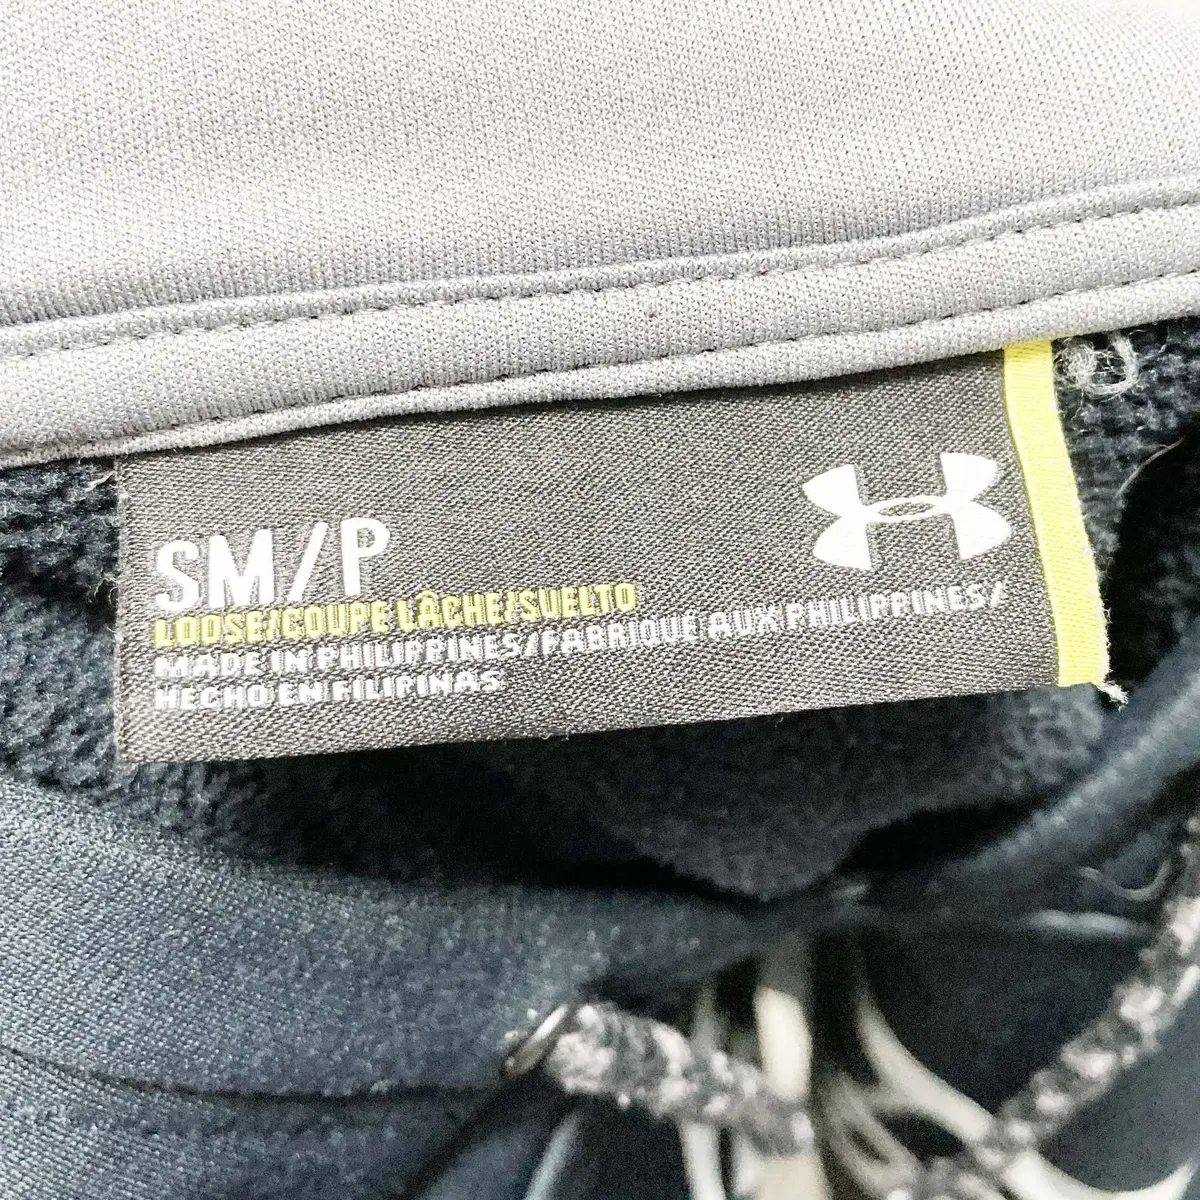 SM/P
LOOSE/COUPE LÂCHE/SUELTO
MADE IN PHILIPPINES/FABRIQUÉ AUX PHILIPPINES/
HECHO EN FILIPINAS